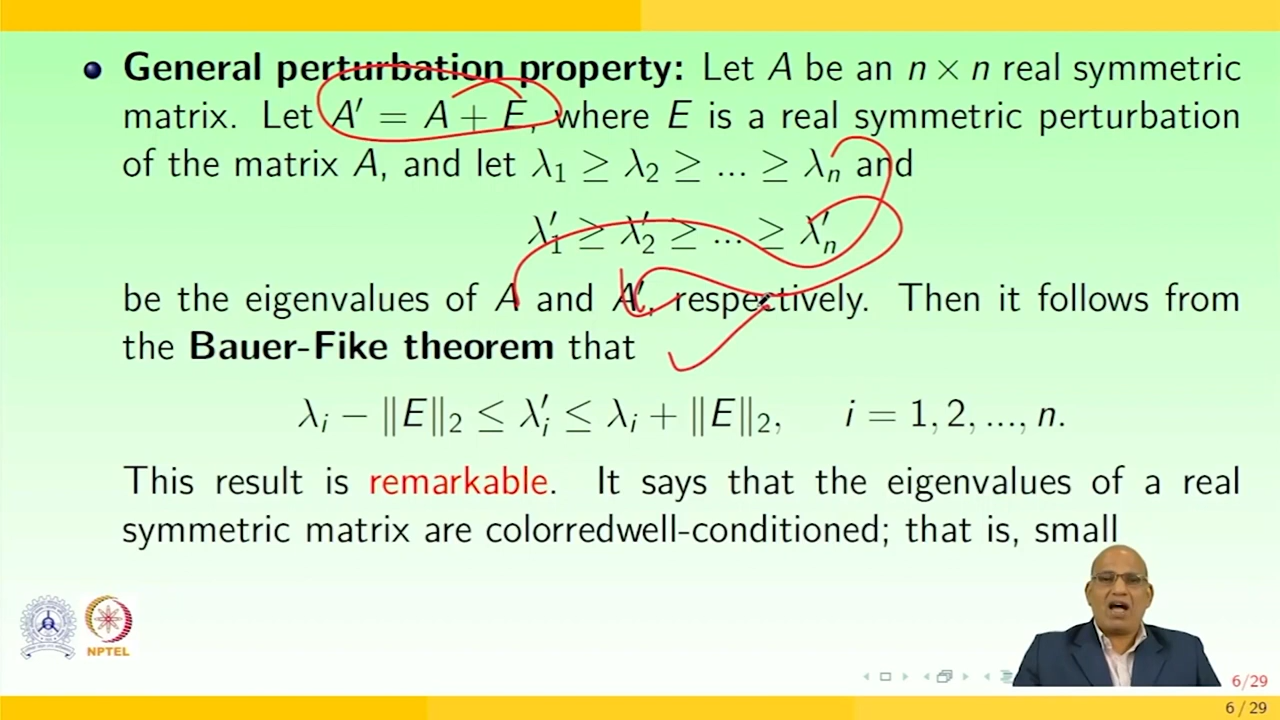 General perturbation property: Let A be an n × n real symmetric
matrix. Let A′ = A + E, where E is a real symmetric perturbation
of the matrix A, and let λ₁ ≥ λ₂ ≥ ... ≥ λₙ and
λ′₁ ≥ λ′₂ ≥ ... ≥ λ′ₙ
be the eigenvalues of A and A′, respectively. Then it follows from
the Bauer-Fike theorem that
λᵢ − ‖E‖₂ ≤ λ′ᵢ ≤ λᵢ + ‖E‖₂, i = 1, 2, ..., n.
This result is remarkable. It says that the eigenvalues of a real
symmetric matrix are colorredwell-conditioned; that is, small
NPTEL
6/29
6 / 29